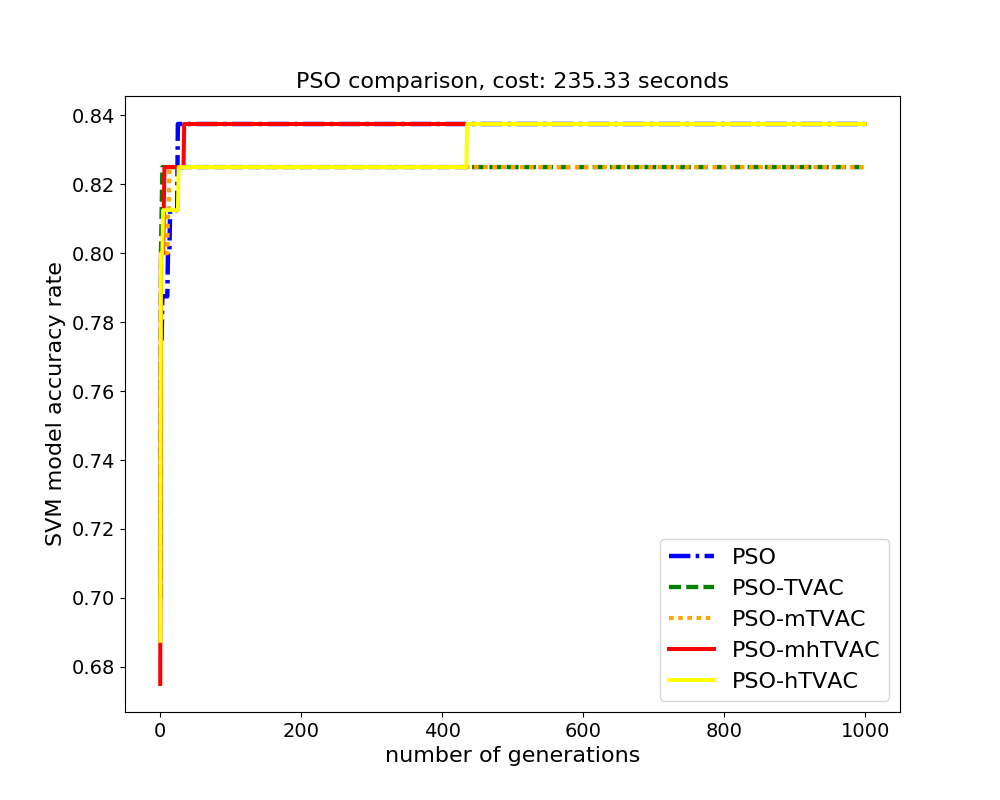 PSO comparison, cost: 235.33 seconds
SVM model accuracy rate
0.84
0.82
0.80
0.78
0.76
0.74
0.72
0.70
0.68
PSO
PSO-TVAC
PSO-mTVAC
PSO-mhTVAC
PSO-hTVAC
0 200 400 600 800 1000
number of generations